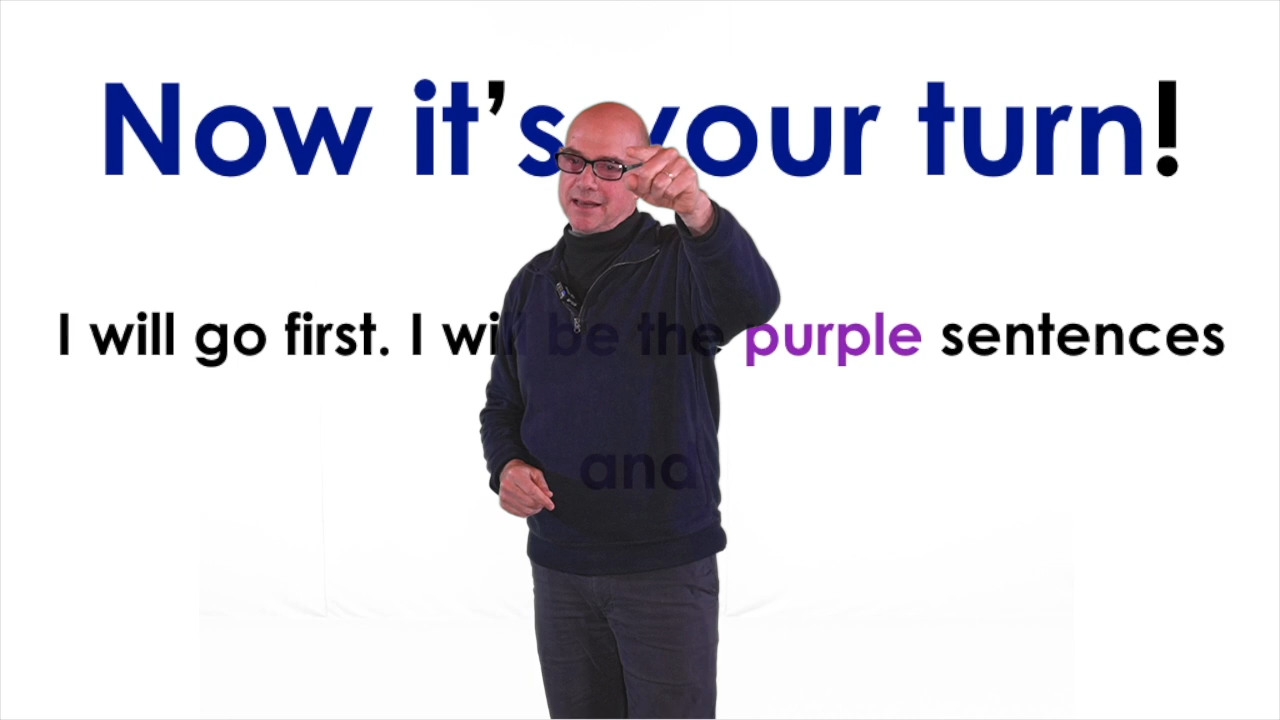 Now it’s your turn!
I will go first. I will be the purple sentences
and